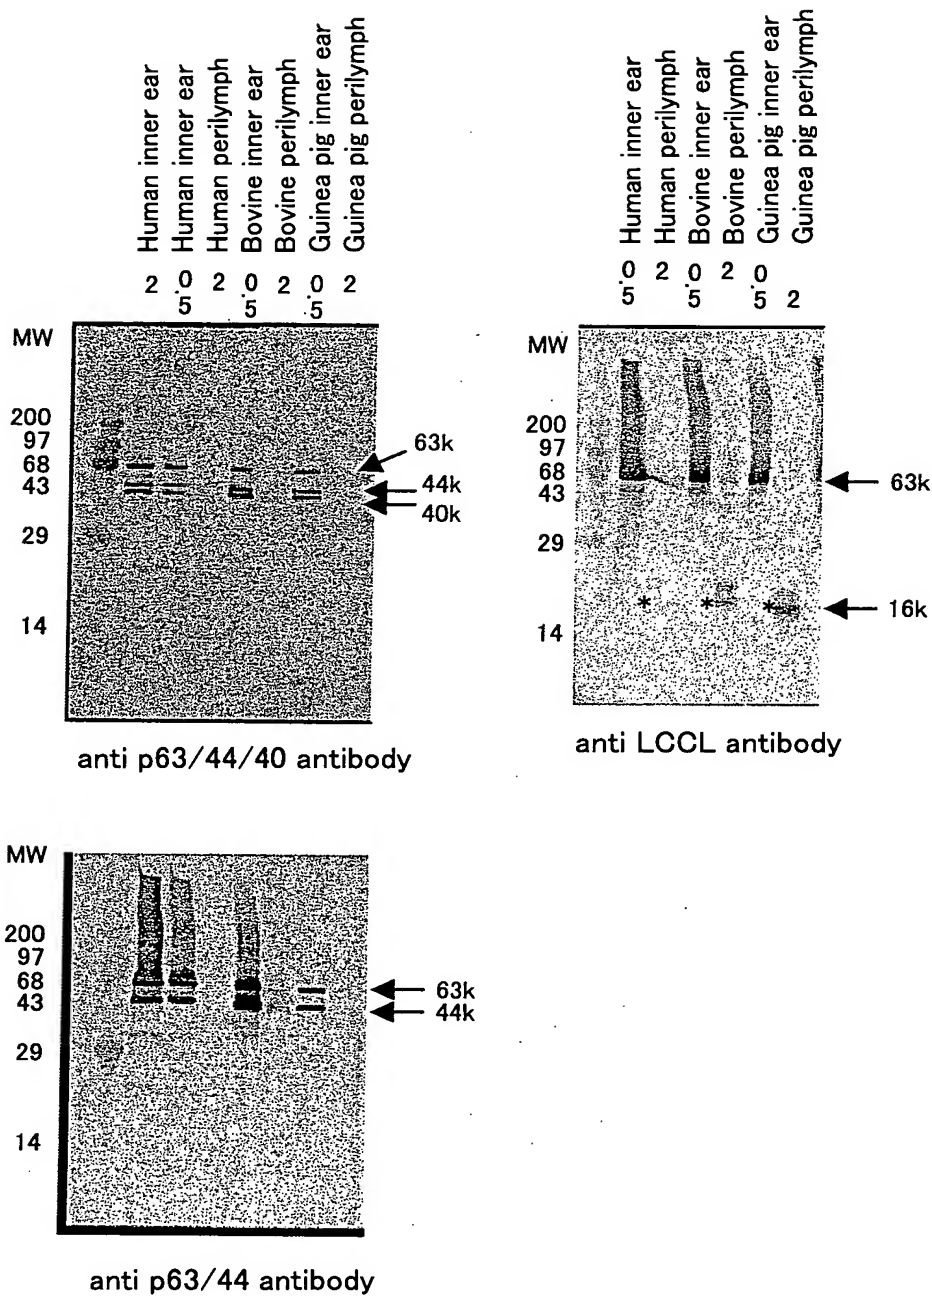 Human inner ear
Human inner ear
Human perilymph
Bovine inner ear
Bovine perilymph
Guinea pig inner ear
Guinea pig perilymph
2 0.5 2 0.5 2 0.5 2
MW
200
97
68
43
29
14
63k
44k
40k
anti p63/44/40 antibody
Human inner ear
Human perilymph
Bovine inner ear
Bovine perilymph
Guinea pig inner ear
Guinea pig perilymph
0.5 2 0.5 2 0.5 2
MW
200
97
68
43
29
14
* * *
63k
16k
anti LCCL antibody
MW
200
97
68
43
29
14
63k
44k
anti p63/44 antibody